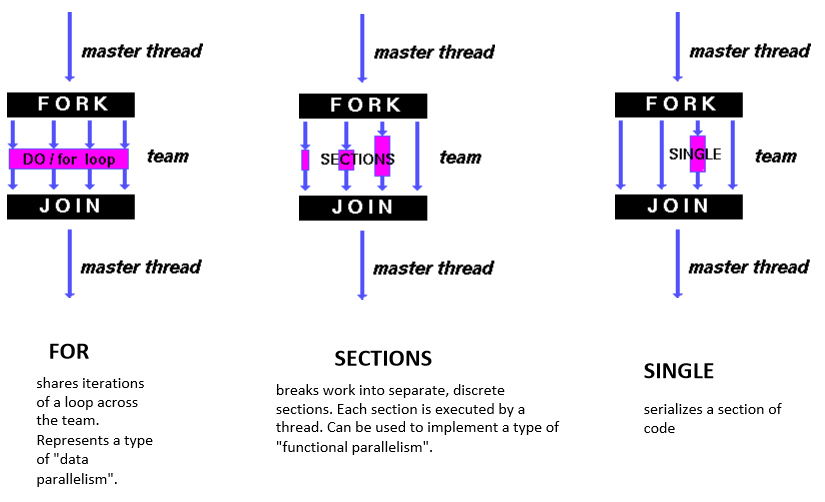 master thread
FORK
DO / for loop
team
JOIN
master thread
FOR
shares iterations
of a loop across
the team.
Represents a type
of "data
parallelism".
master thread
FORK
SECTIONS
team
JOIN
master thread
SECTIONS
breaks work into separate, discrete
sections. Each section is executed by a
thread. Can be used to implement a type of
"functional parallelism".
master thread
FORK
SINGLE
team
JOIN
master thread
SINGLE
serializes a section of
code